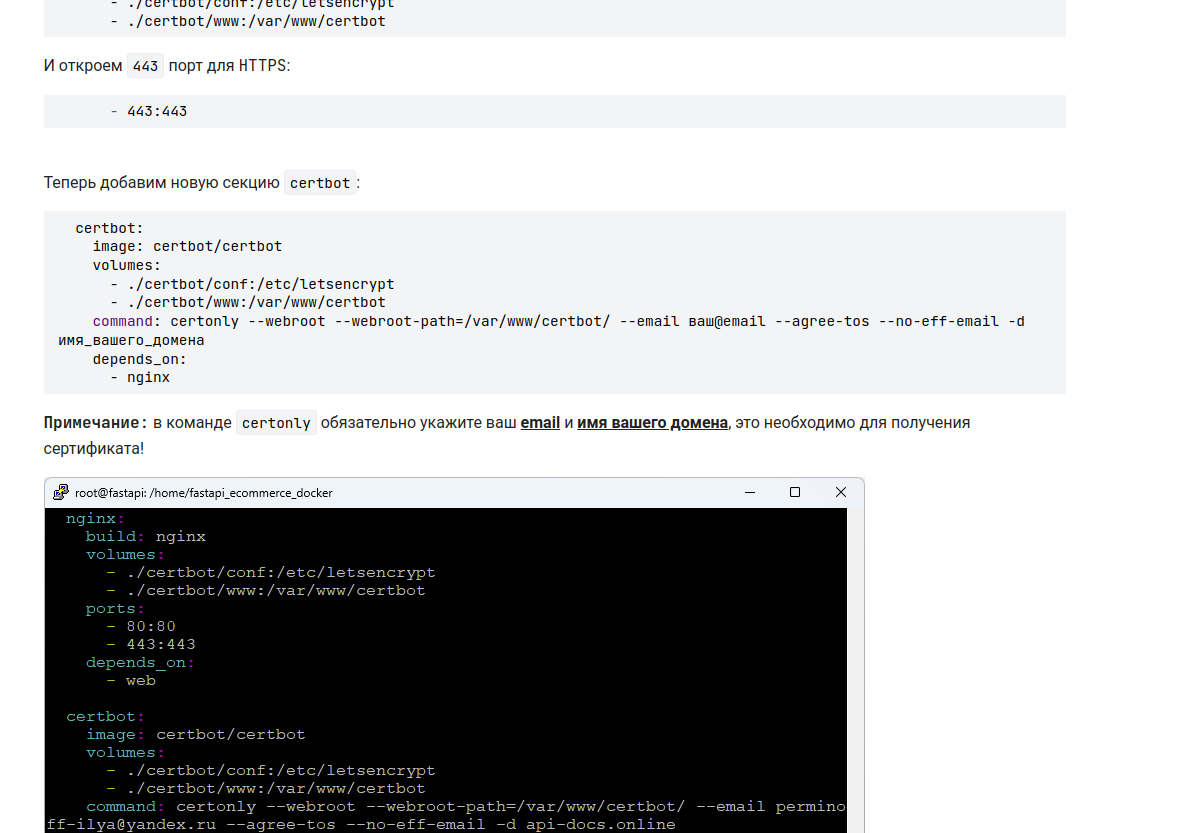 - ./certbot/conf:/etc/letsencrypt
- ./certbot/www:/var/www/certbot
И откроем 443 порт для HTTPS:
- 443:443
Теперь добавим новую секцию certbot:
certbot:
image: certbot/certbot
volumes:
- ./certbot/conf:/etc/letsencrypt
- ./certbot/www:/var/www/certbot
command: certonly --webroot --webroot-path=/var/www/certbot/ --email ваш@email --agree-tos --no-eff-email -d
имя_вашего_домена
depends_on:
- nginx
Примечание: в команде certonly обязательно укажите ваш email и имя вашего домена, это необходимо для получения
сертификата!
root@fastapi: /home/fastapi_ecommerce_docker
nginx:
build: nginx
volumes:
- ./certbot/conf:/etc/letsencrypt
- ./certbot/www:/var/www/certbot
ports:
- 80:80
- 443:443
depends_on:
- web
certbot:
image: certbot/certbot
volumes:
- ./certbot/conf:/etc/letsencrypt
- ./certbot/www:/var/www/certbot
command: certonly --webroot --webroot-path=/var/www/certbot/ --email permino
ff-ilya@yandex.ru --agree-tos --no-eff-email -d api-docs.online